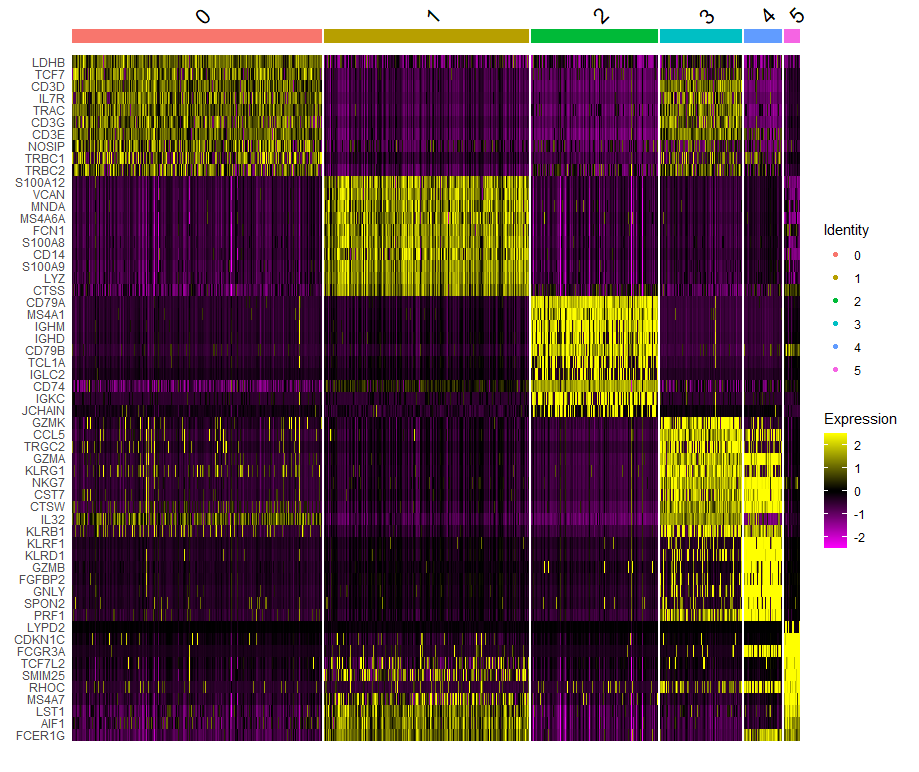 0 1 2 3 4 5
LDHB
TCF7
CD3D
IL7R
TRAC
CD3G
CD3E
NOSIP
TRBC1
TRBC2
S100A12
VCAN
MNDA
MS4A6A
FCN1
S100A8
CD14
S100A9
LYZ
CTSS
CD79A
MS4A1
IGHM
IGHD
CD79B
TCL1A
IGLC2
CD74
IGKC
JCHAIN
GZMK
CCL5
TRGC2
GZMA
KLRG1
NKG7
CST7
CTSW
IL32
KLRB1
KLRF1
KLRD1
GZMB
FGFBP2
GNLY
SPON2
PRF1
LYPD2
CDKN1C
FCGR3A
TCF7L2
SMIM25
RHOC
MS4A7
LST1
AIF1
FCER1G
Identity
0
1
2
3
4
5
Expression
2
1
0
-1
-2